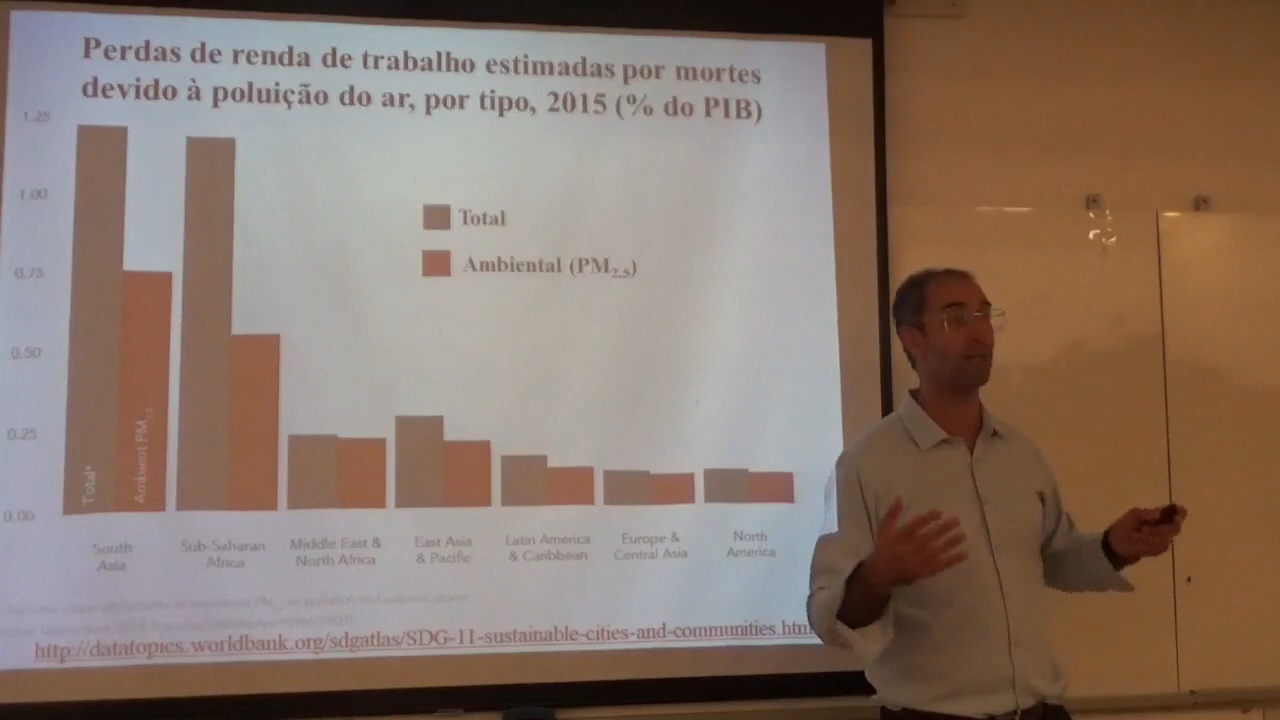 Perdas de renda de trabalho estimadas por mortes
devido à poluição do ar, por tipo, 2015 (% do PIB)
1.25
1.00
0.75
0.50
0.25
0.00
Total
Ambiental (PM2.5)
Total*
Ambient PM2.5
South
Asia
Sub-Saharan
Africa
Middle East &
North Africa
East Asia
& Pacific
Latin America
& Caribbean
Europe &
Central Asia
North
America
http://datatopics.worldbank.org/sdgatlas/SDG-11-sustainable-cities-and-communities.html